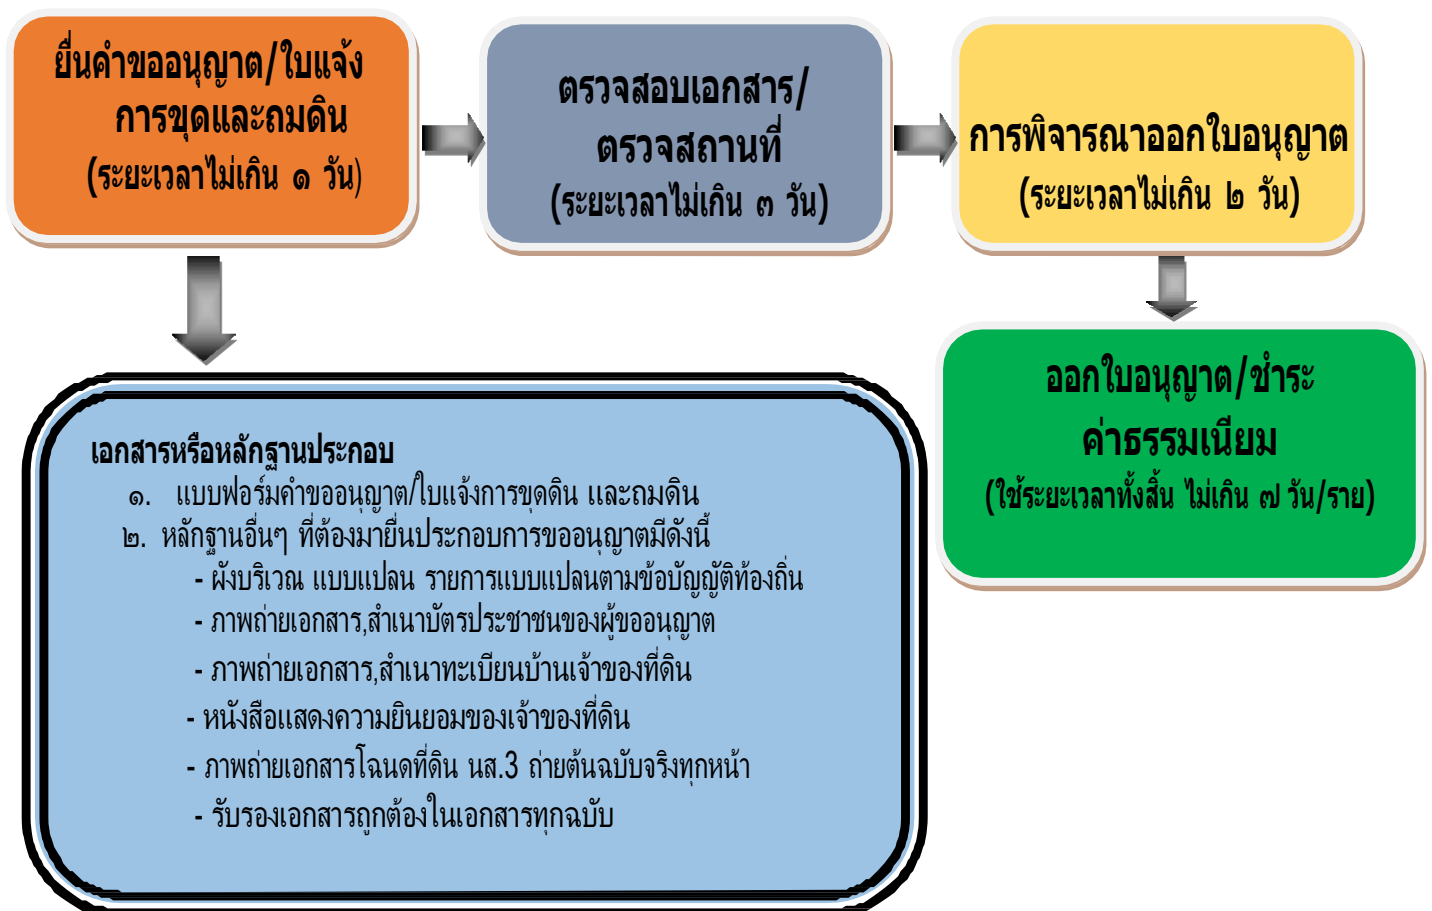 ยื่นคำขออนุญาต/ใบแจ้ง
การขุดและถมดิน
(ระยะเวลาไม่เกิน ๑ วัน)
ตรวจสอบเอกสาร/
ตรวจสถานที่
(ระยะเวลาไม่เกิน ๓ วัน)
การพิจารณาออกใบอนุญาต
(ระยะเวลาไม่เกิน ๒ วัน)
ออกใบอนุญาต/ชำระ
ค่าธรรมเนียม
(ใช้ระยะเวลาทั้งสิ้น ไม่เกิน ๗ วัน/ราย)
เอกสารหรือหลักฐานประกอบ
๑. แบบฟอร์มคำขออนุญาต/ใบแจ้งการขุดดิน และถมดิน
๒. หลักฐานอื่นๆ ที่ต้องมายื่นประกอบการขออนุญาตมีดังนี้
- ผังบริเวณ แบบแปลน รายการแบบแปลนตามข้อบัญญัติท้องถิ่น
- ภาพถ่ายเอกสาร,สำเนาบัตรประชาชนของผู้ขออนุญาต
- ภาพถ่ายเอกสาร,สำเนาทะเบียนบ้านเจ้าของที่ดิน
- หนังสือแสดงความยินยอมของเจ้าของที่ดิน
- ภาพถ่ายเอกสารโฉนดที่ดิน นส.3 ถ่ายต้นฉบับจริงทุกหน้า
- รับรองเอกสารถูกต้องในเอกสารทุกฉบับ